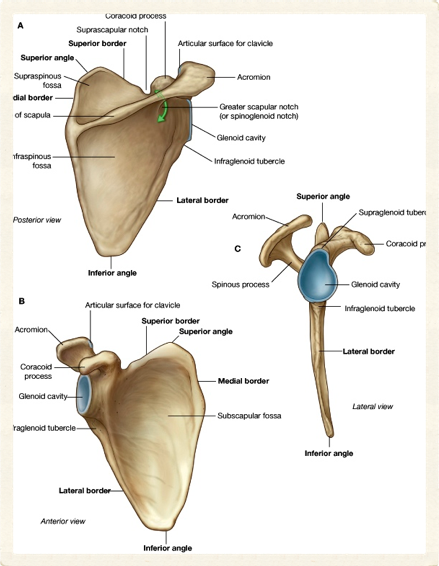 A
Coracoid process
Suprascapular notch
Superior border
Articular surface for clavicle
Superior angle
Acromion
Supraspinous
fossa
dial border
of scapula
Greater scapular notch
(or spinoglenoid notch)
Glenoid cavity
Infraglenoid tubercle
nfraspinous
fossa
Lateral border
Posterior view
Inferior angle
C
Superior angle
Acromion
Supraglenoid tuberc
Coracoid pr
Spinous process
Glenoid cavity
Infraglenoid tubercle
Lateral border
Lateral view
Inferior angle
B
Articular surface for clavicle
Superior border
Superior angle
Acromion
Coracoid
process
Medial border
Glenoid cavity
Subscapular fossa
fraglenoid tubercle
Lateral border
Anterior view
Inferior angle